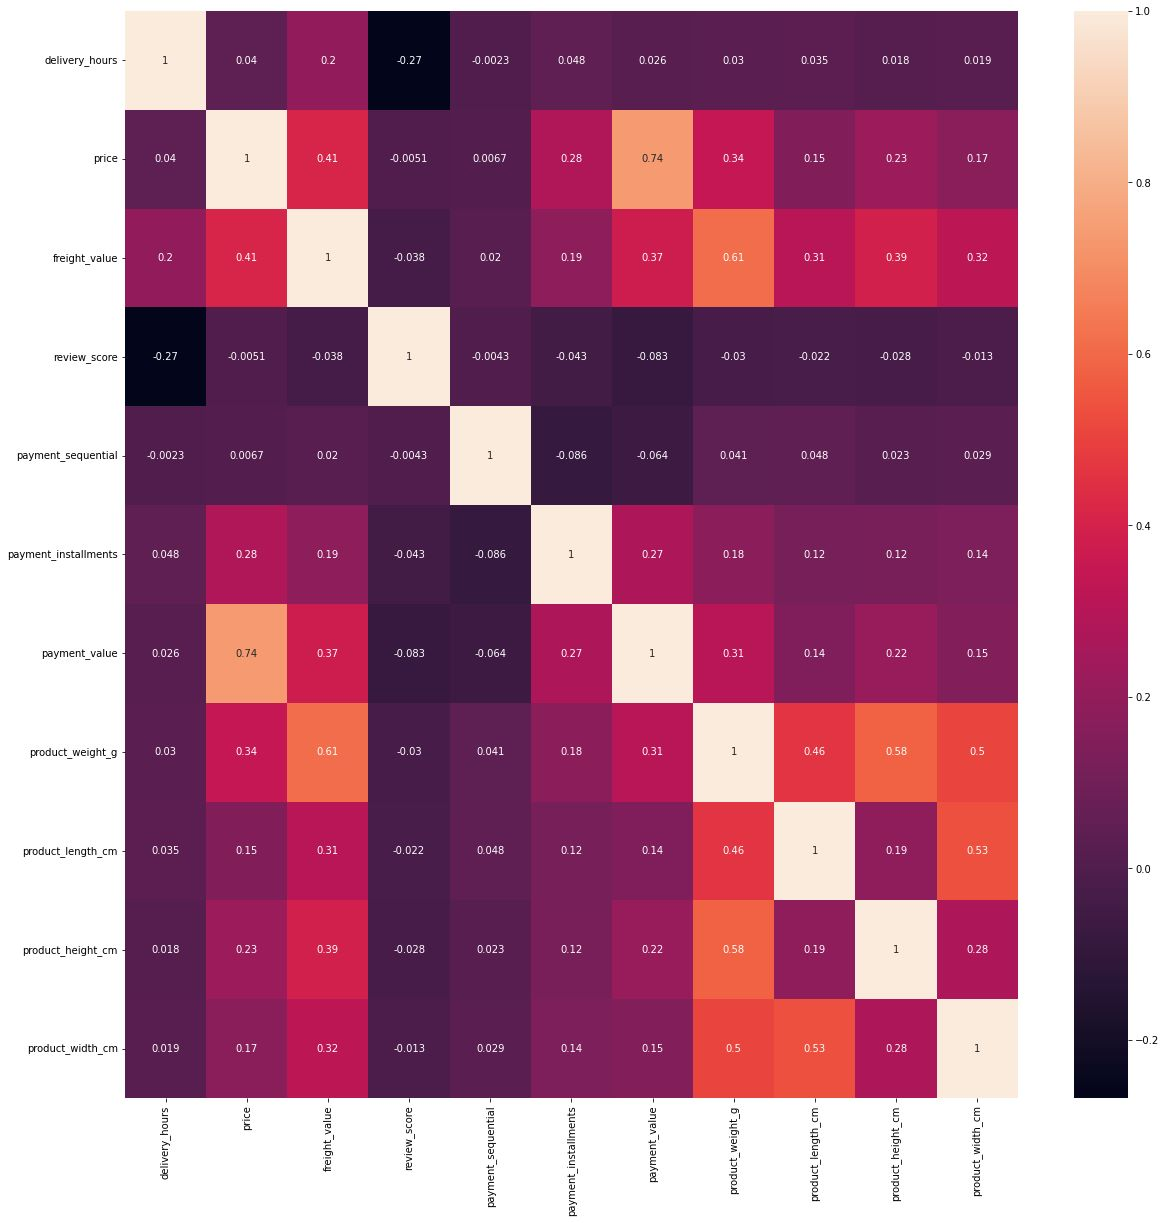 delivery_hours 1 0.04 0.2 -0.27 -0.0023 0.048 0.026 0.03 0.035 0.018 0.019
price 0.04 1 0.41 -0.0051 0.0067 0.28 0.74 0.34 0.15 0.23 0.17
freight_value 0.2 0.41 1 -0.038 0.02 0.19 0.37 0.61 0.31 0.39 0.32
review_score -0.27 -0.0051 -0.038 1 -0.0043 -0.043 -0.083 -0.03 -0.022 -0.028 -0.013
payment_sequential -0.0023 0.0067 0.02 -0.0043 1 -0.086 -0.064 0.041 0.048 0.023 0.029
payment_installments 0.048 0.28 0.19 -0.043 -0.086 1 0.27 0.18 0.12 0.12 0.14
payment_value 0.026 0.74 0.37 -0.083 -0.064 0.27 1 0.31 0.14 0.22 0.15
product_weight_g 0.03 0.34 0.61 -0.03 0.041 0.18 0.31 1 0.46 0.58 0.5
product_length_cm 0.035 0.15 0.31 -0.022 0.048 0.12 0.14 0.46 1 0.19 0.53
product_height_cm 0.018 0.23 0.39 -0.028 0.023 0.12 0.22 0.58 0.19 1 0.28
product_width_cm 0.019 0.17 0.32 -0.013 0.029 0.14 0.15 0.5 0.53 0.28 1
delivery_hours
price
freight_value
review_score
payment_sequential
payment_installments
payment_value
product_weight_g
product_length_cm
product_height_cm
product_width_cm
1.0
0.8
0.6
0.4
0.2
0.0
−0.2